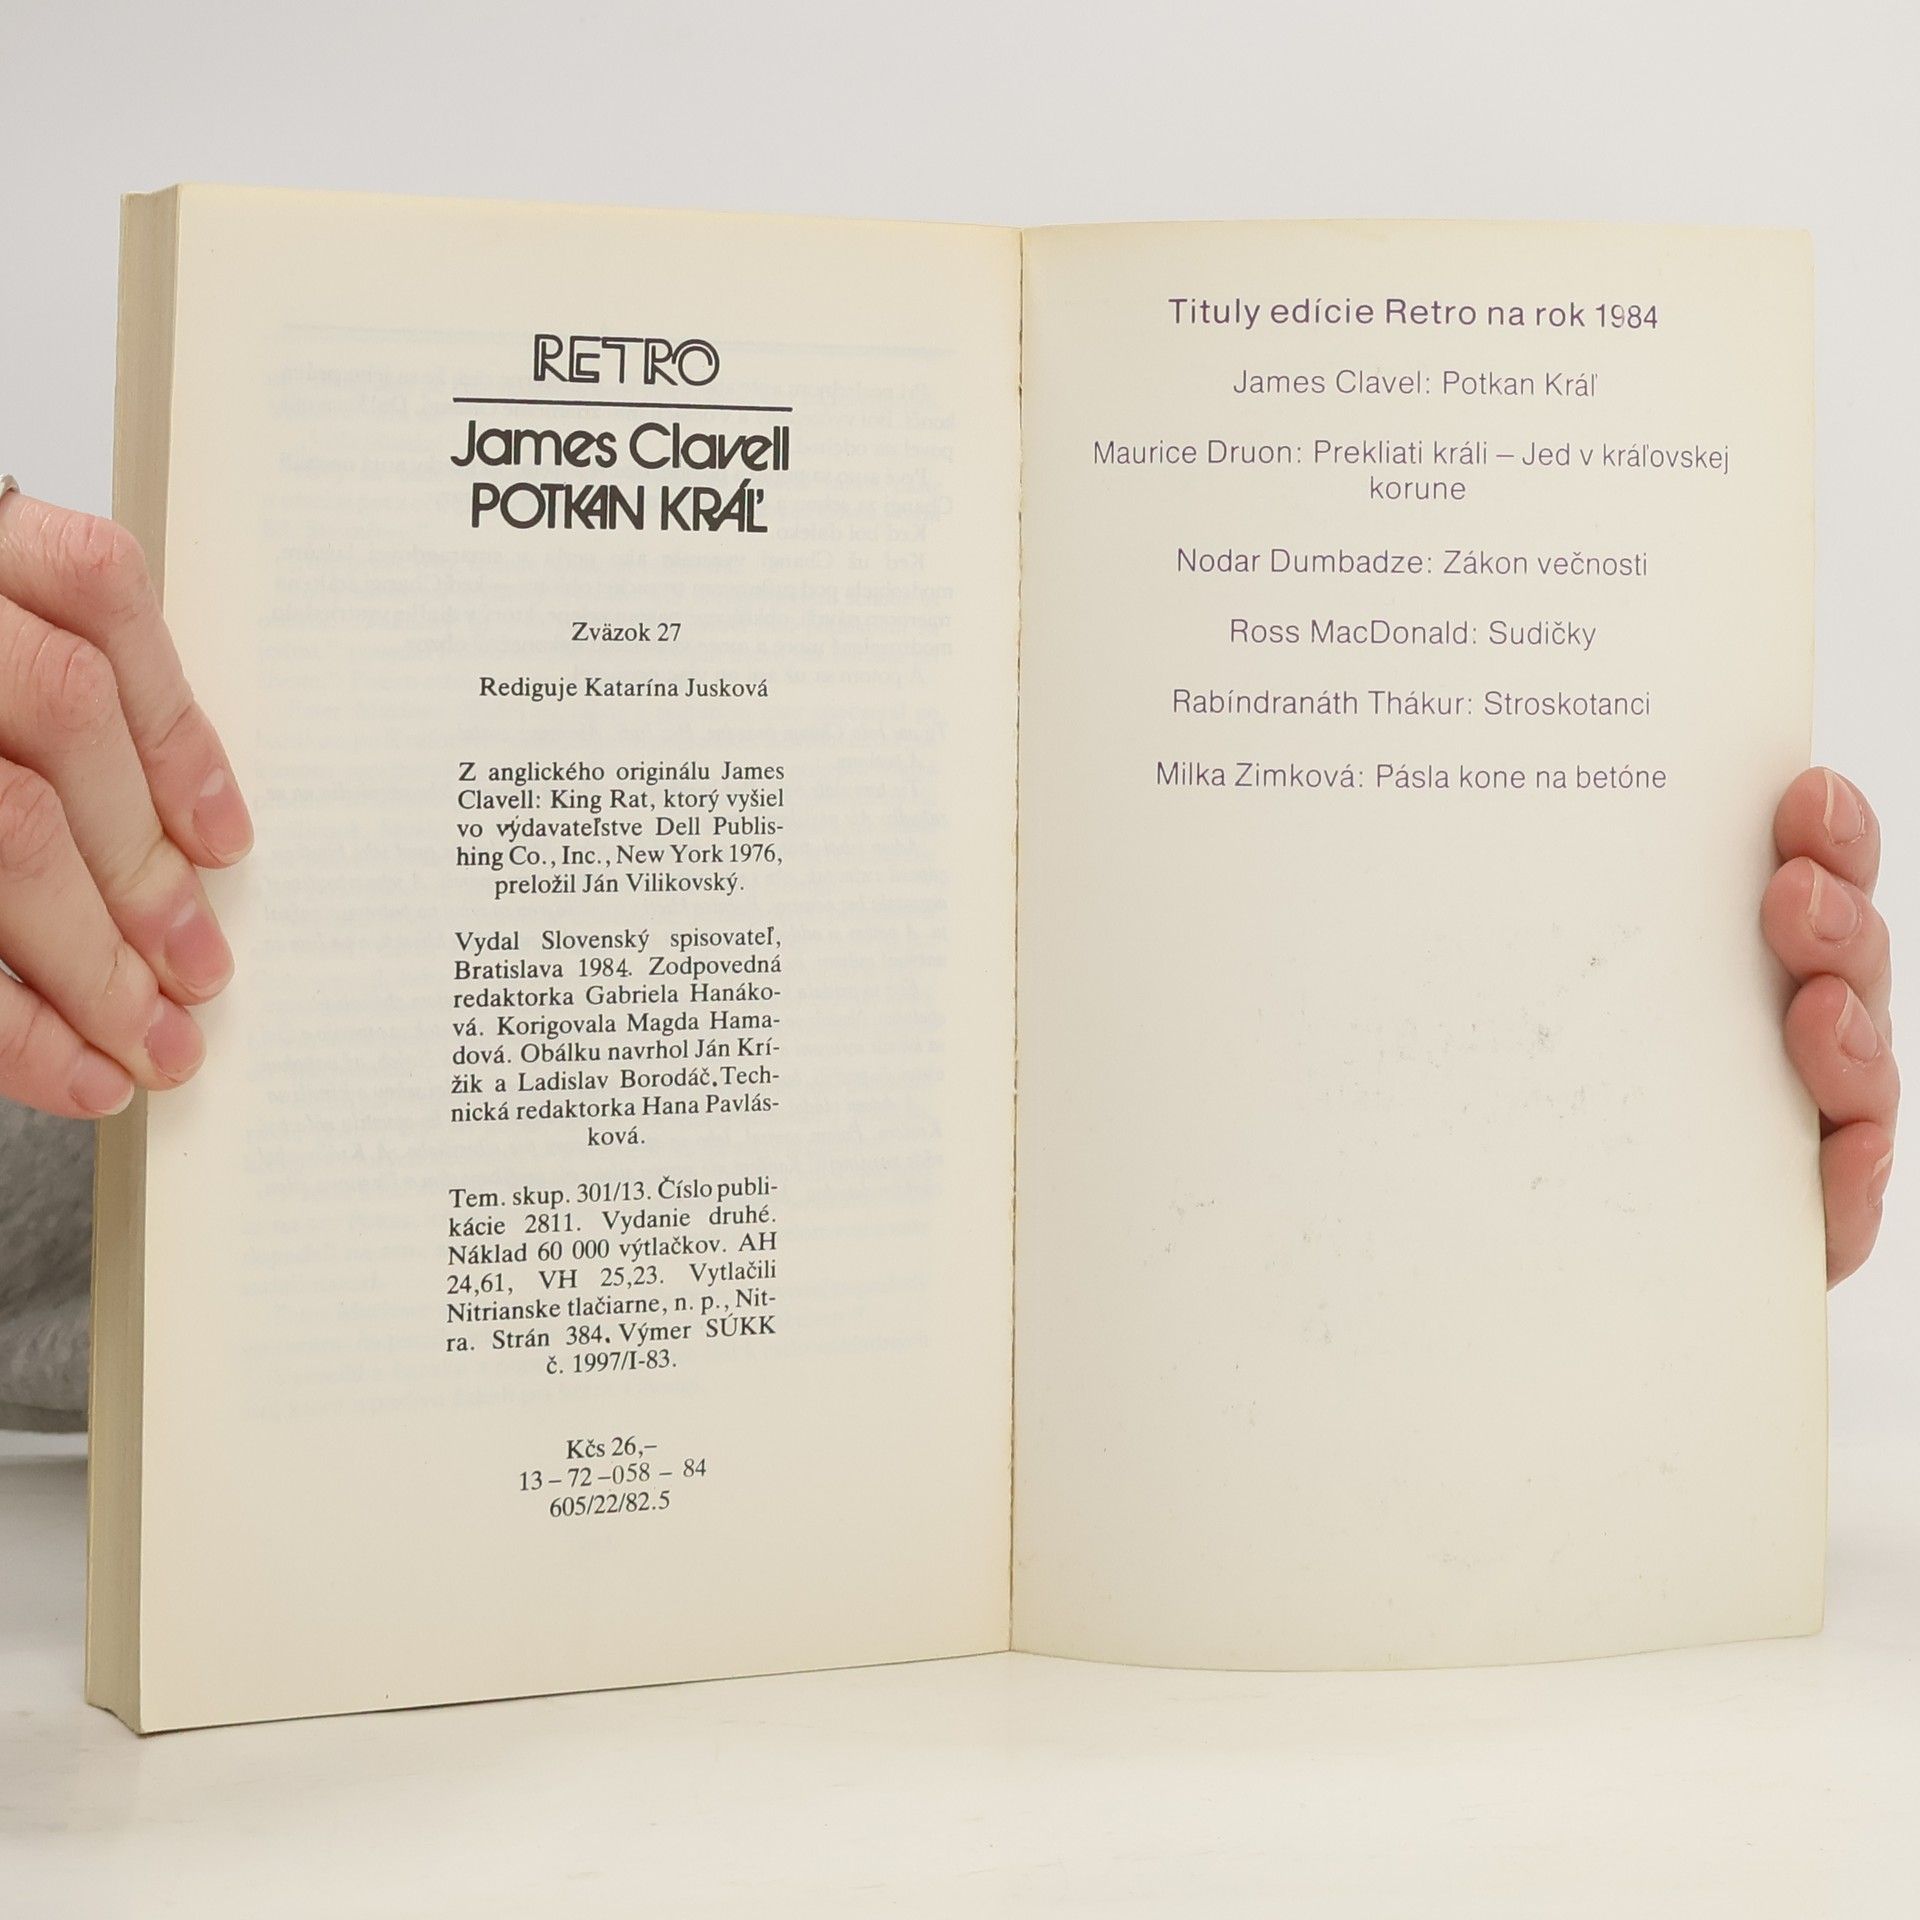 RETRO
James Clavell
POTKAN KRÁĽ
Zväzok 27
Rediguje Katarína Jusková
Z anglického originálu James
Clavell: King Rat, ktorý vyšiel
vo vydavateľstve Dell Publis-
hing Co., Inc., New York 1976,
preložil Ján Vilikovský.
Vydal Slovenský spisovateľ,
Bratislava 1984. Zodpovedná
redaktorka Gabriela Hanáko-
vá. Korigovala Magda Hama-
dová. Obálku navrhol Ján Krí-
žik a Ladislav Borodáč. Tech-
nická redaktorka Hana Pavlás-
ková.
Tem. skup. 301/13. Číslo publi-
kácie 2811. Vydanie druhé.
Náklad 60 000 výtlačkov. AH
24,61, VH 25,23. Vytlačili
Nitrianske tlačiarne, n. p., Nit-
ra. Strán 384. Výmer SÚKK
č. 1997/I-83.
Kčs 26,–
13 – 72 –058 – 84
605/22/82.5
Tituly edície Retro na rok 1984
James Clavel: Potkan Kráľ
Maurice Druon: Prekliati králi – Jed v kráľovskej
korune
Nodar Dumbadze: Zákon večnosti
Ross MacDonald: Sudičky
Rabíndranáth Thákur: Stroskotanci
Milka Zimková: Pásla kone na betóne